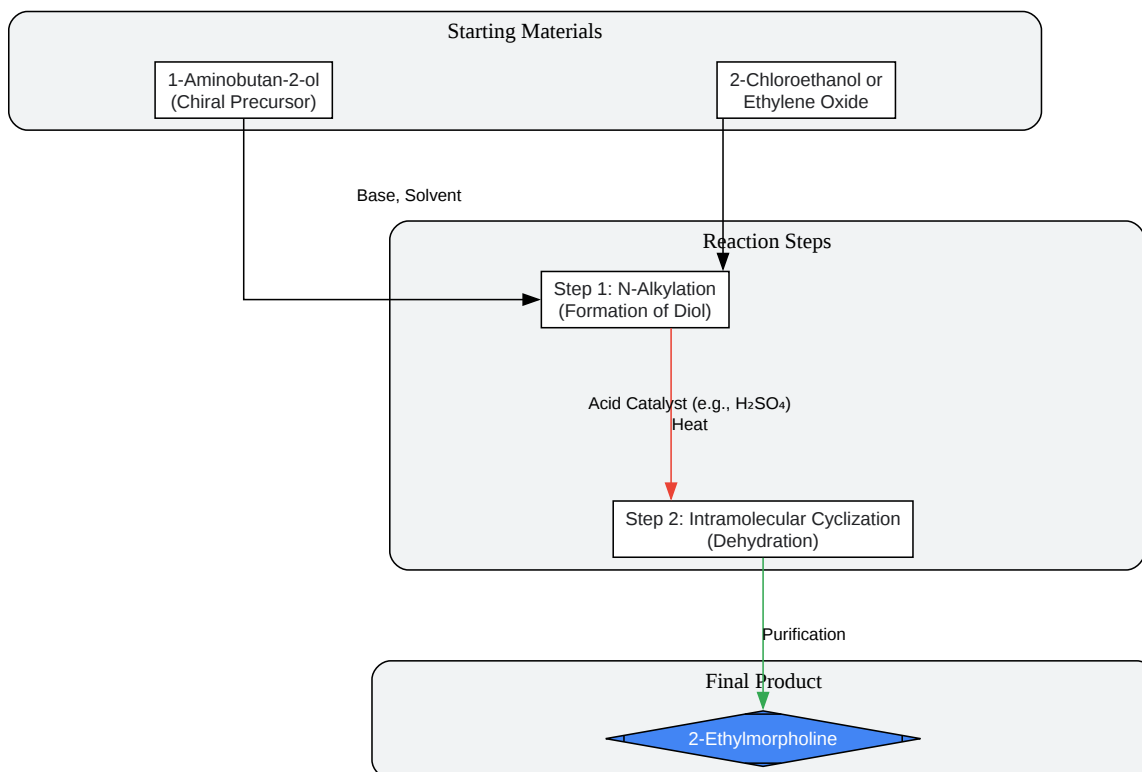 Starting Materials
1-Aminobutan-2-ol
(Chiral Precursor)
2-Chloroethanol or
Ethylene Oxide
Base, Solvent
Reaction Steps
Step 1: N-Alkylation
(Formation of Diol)
Acid Catalyst (e.g., H₂SO₄)
Heat
Step 2: Intramolecular Cyclization
(Dehydration)
Purification
Final Product
2-Ethylmorpholine